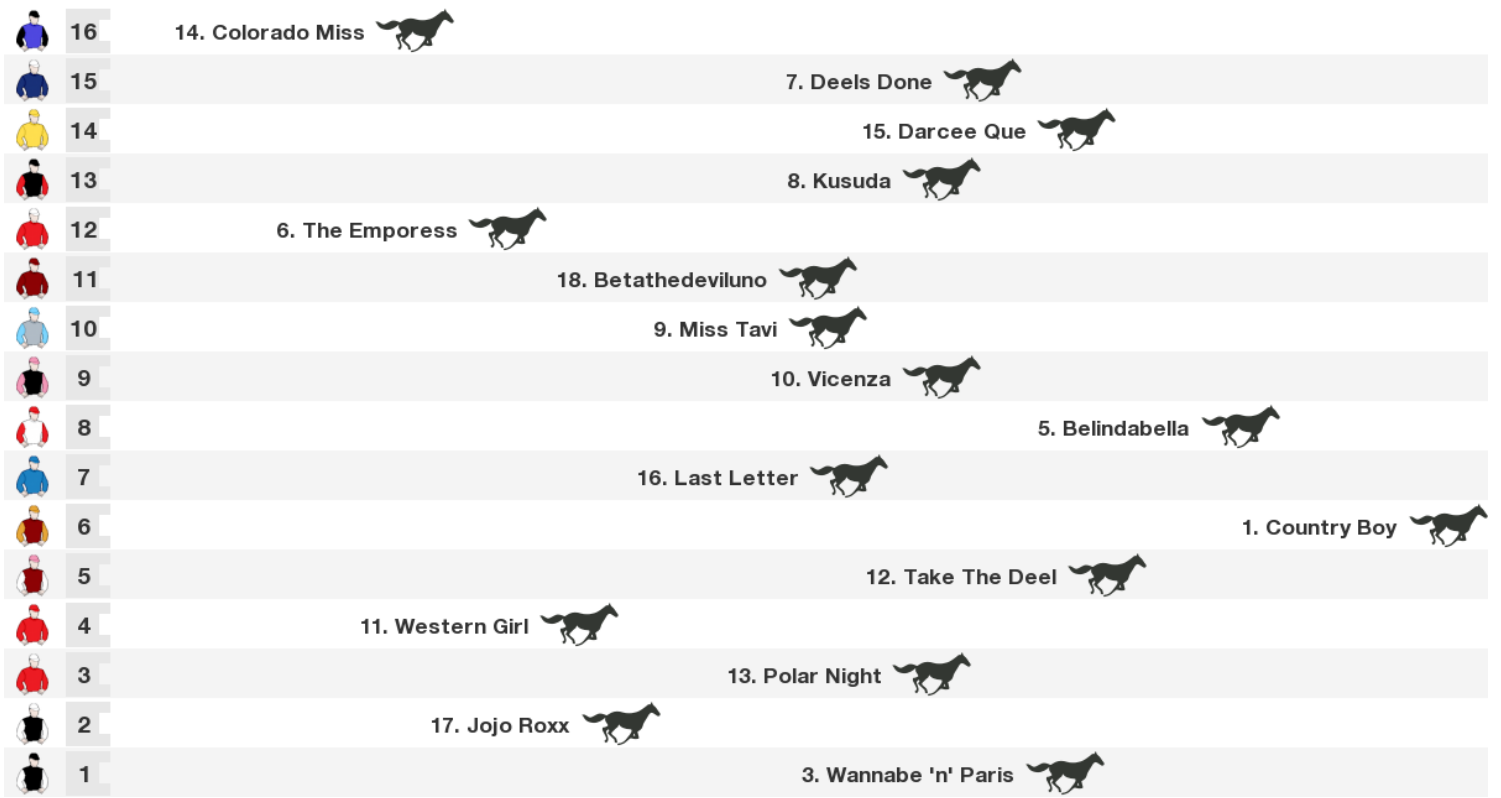 16 14. Colorado Miss
15 7. Deels Done
14 15. Darcee Que
13 8. Kusuda
12 6. The Emporess
11 18. Betathedeviluno
10 9. Miss Tavi
9 10. Vicenza
8 5. Belindabella
7 16. Last Letter
6 1. Country Boy
5 12. Take The Deel
4 11. Western Girl
3 13. Polar Night
2 17. Jojo Roxx
1 3. Wannabe 'n' Paris